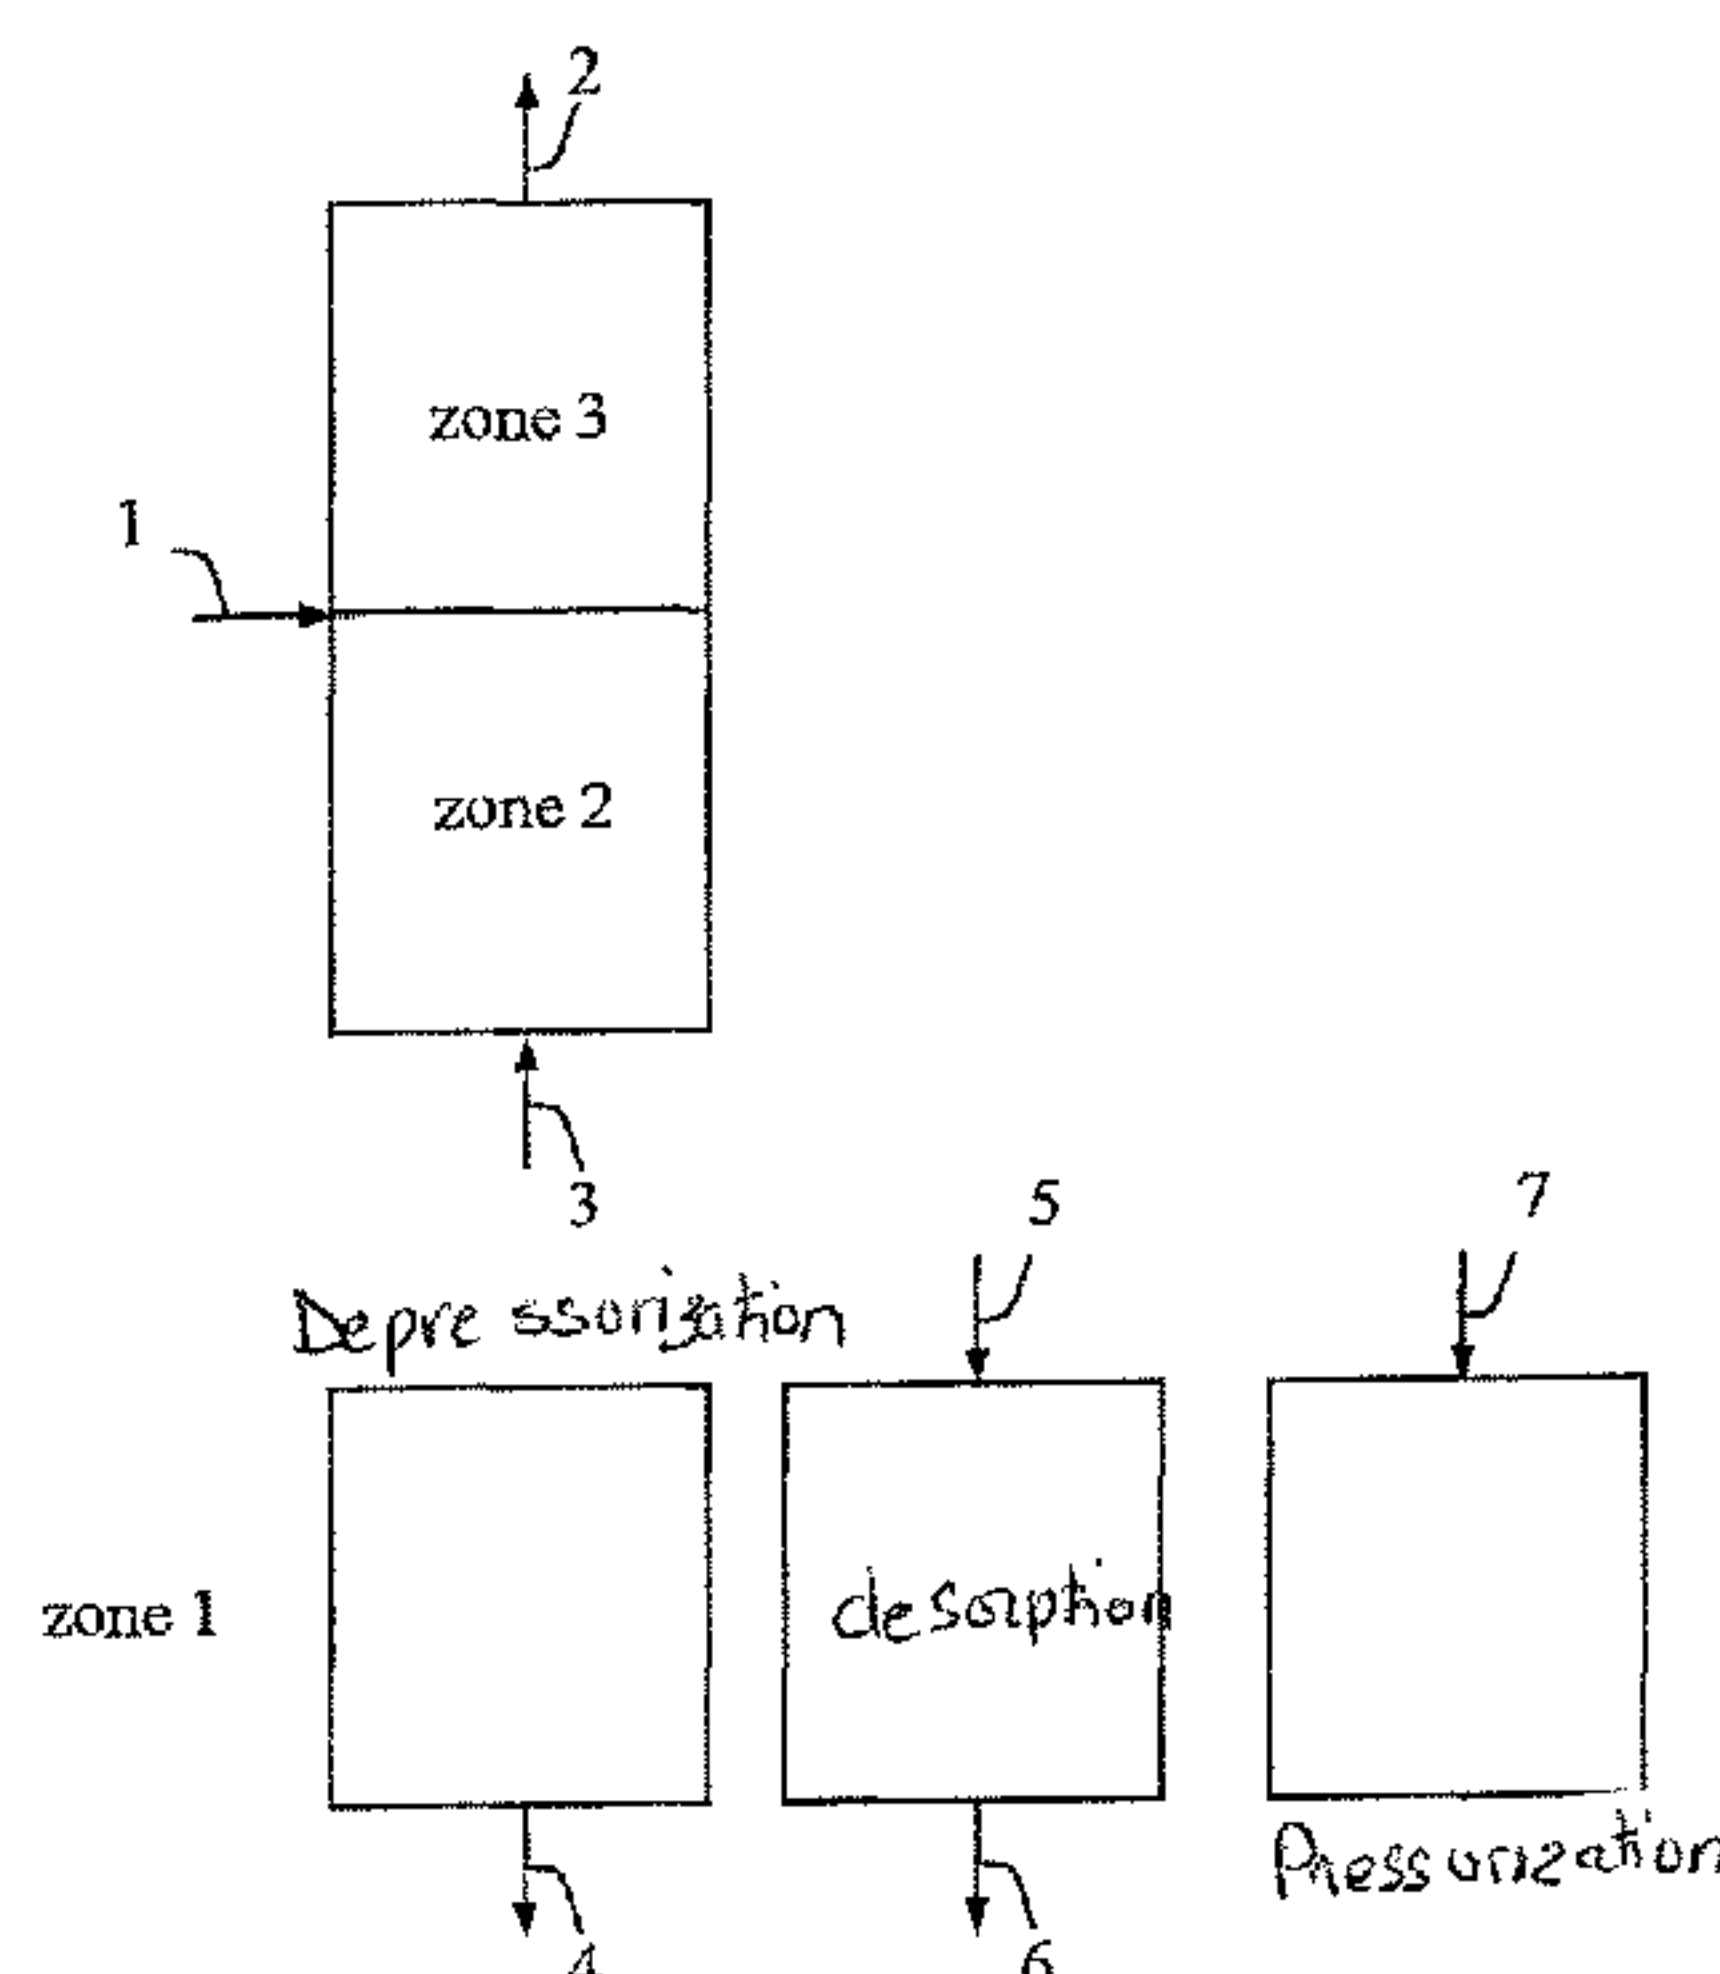 2
zone 3
1
zone 2
3
5
7
Depressorization
zone 1
desorption
Pressurization
4
6